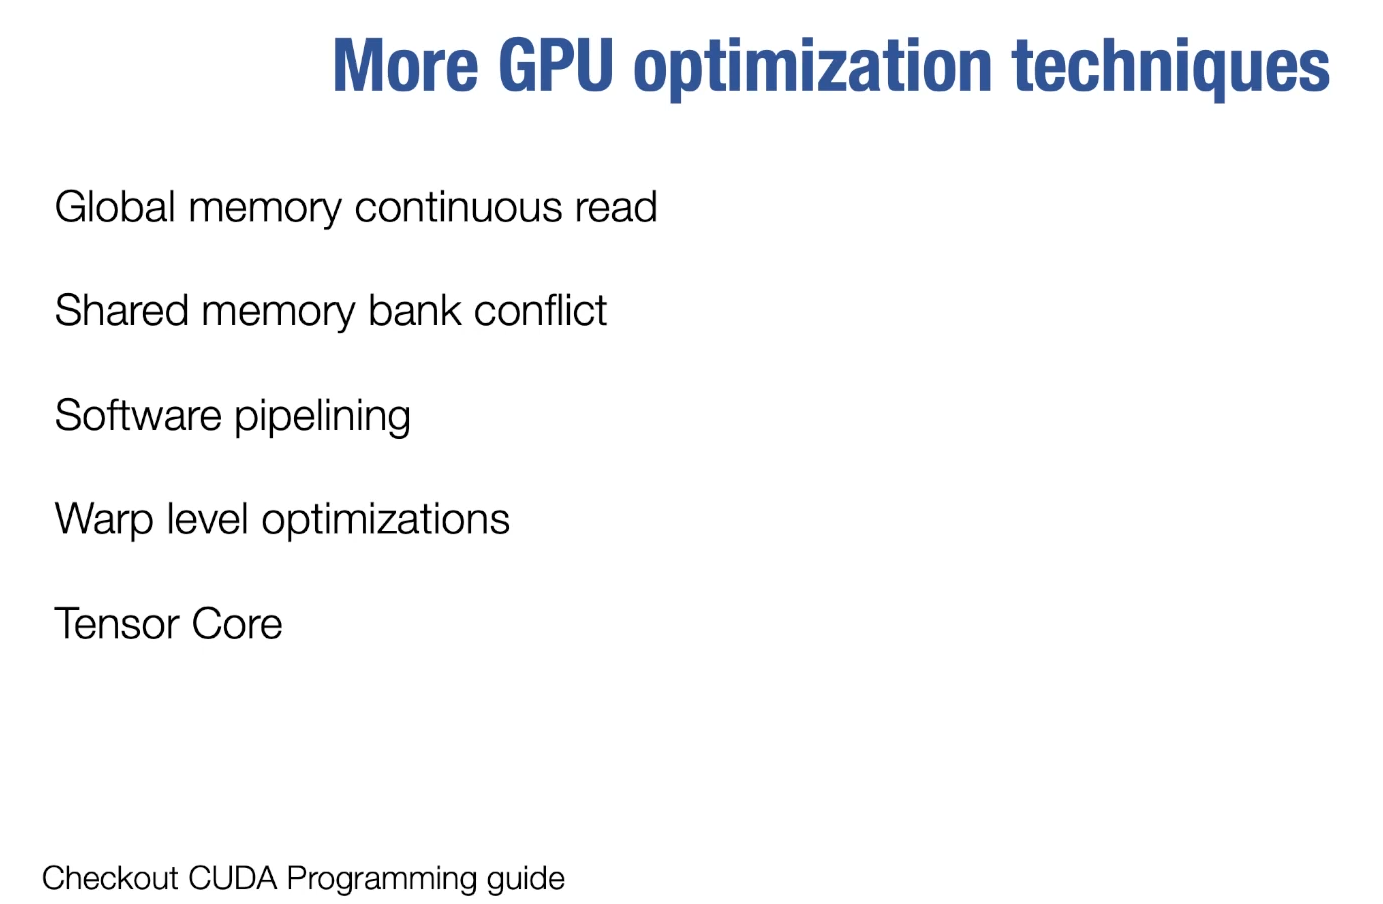 More GPU optimization techniques
Global memory continuous read
Shared memory bank conflict
Software pipelining
Warp level optimizations
Tensor Core
Checkout CUDA Programming guide